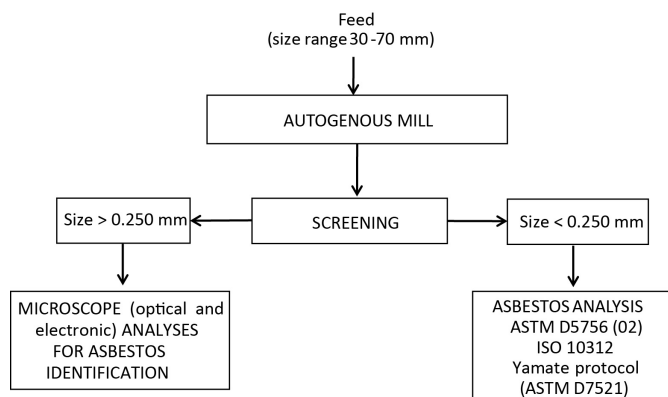 Feed
(size range 30 -70 mm)
AUTOGENOUS MILL
Size > 0.250 mm
SCREENING
Size < 0.250 mm
MICROSCOPE (optical and
electronic) ANALYSES
FOR ASBESTOS
IDENTIFICATION
ASBESTOS ANALYSIS
ASTM D5756 (02)
ISO 10312
Yamate protocol
(ASTM D7521)